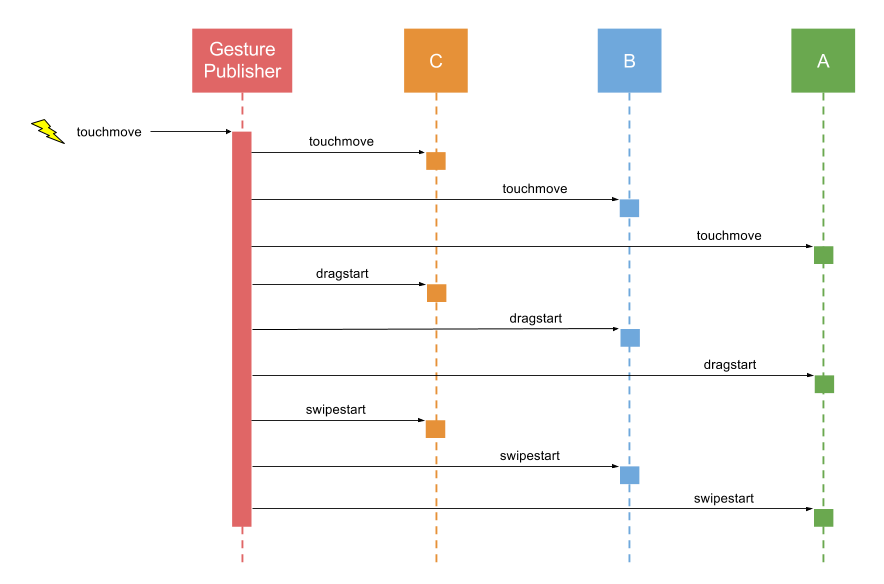 Gesture
Publisher
C
B
A
touchmove
touchmove
touchmove
touchmove
dragstart
dragstart
dragstart
swipestart
swipestart
swipestart